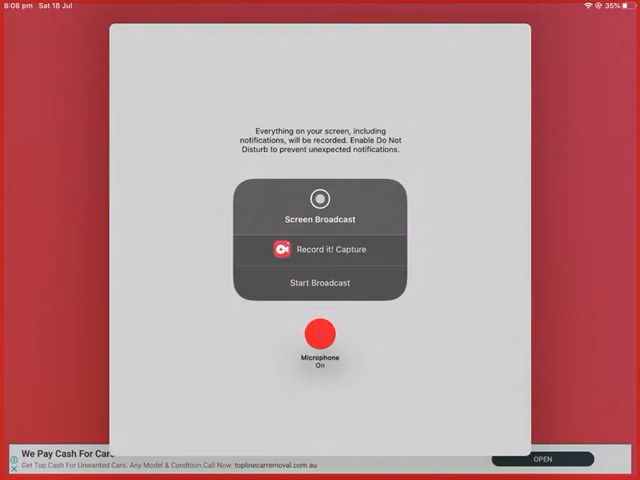 8:08 pm Sat 18 Jul
35%
Everything on your screen, including
notifications, will be recorded. Enable Do Not
Disturb to prevent unexpected notifications.
Screen Broadcast
Record it! Capture
Start Broadcast
Microphone
On
We Pay Cash For Cars
Get Top Cash For Unwanted Cars. Any Model & Condition Call Now. toplinecarremoval.com.au
OPEN